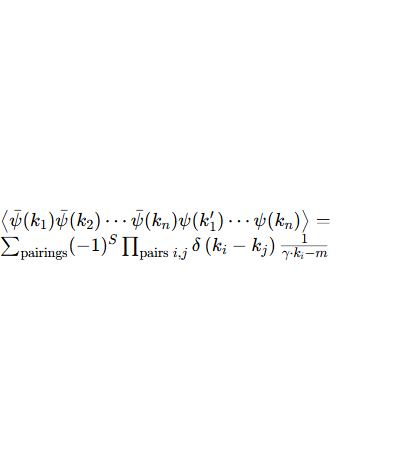 ⟨ψ̄(k₁)ψ̄(k₂) ⋯ ψ̄(kₙ)ψ(k′₁) ⋯ ψ(kₙ)⟩ =
∑_pairings (−1)^S ∏_pairs i,j δ (kᵢ − kⱼ) 1/(γ·kᵢ−m)